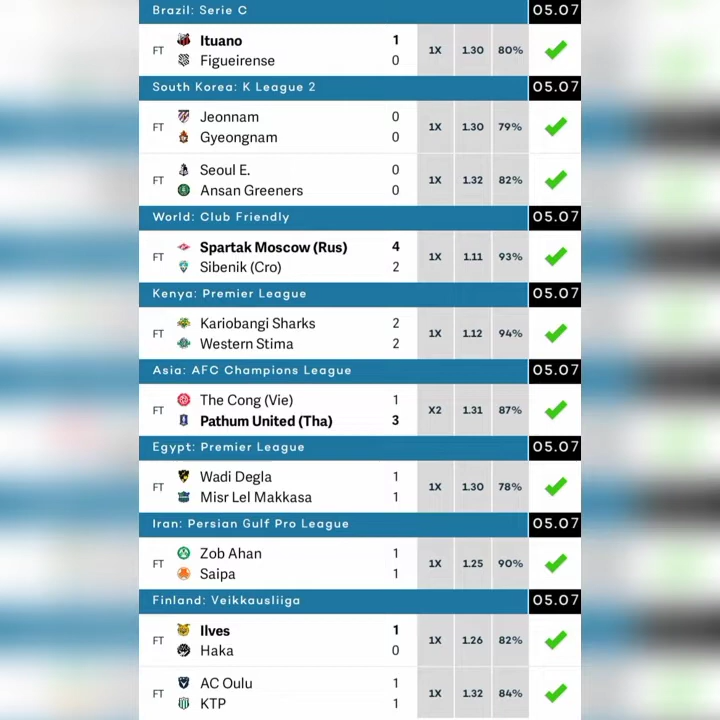 Brazil: Serie C 05.07
FT Ituano 1 1X 1.30 80%
Figueirense 0
South Korea: K League 2 05.07
FT Jeonnam 0 1X 1.30 79%
Gyeongnam 0
FT Seoul E. 0 1X 1.32 82%
Ansan Greeners 0
World: Club Friendly 05.07
FT Spartak Moscow (Rus) 4 1X 1.11 93%
Sibenik (Cro) 2
Kenya: Premier League 05.07
FT Kariobangi Sharks 2 1X 1.12 94%
Western Stima 2
Asia: AFC Champions League 05.07
FT The Cong (Vie) 1 X2 1.31 87%
Pathum United (Tha) 3
Egypt: Premier League 05.07
FT Wadi Degla 1 1X 1.30 78%
Misr Lel Makkasa 1
Iran: Persian Gulf Pro League 05.07
FT Zob Ahan 1 1X 1.25 90%
Saipa 1
Finland: Veikkausliiga 05.07
FT Ilves 1 1X 1.26 82%
Haka 0
FT AC Oulu 1 1X 1.32 84%
KTP 1